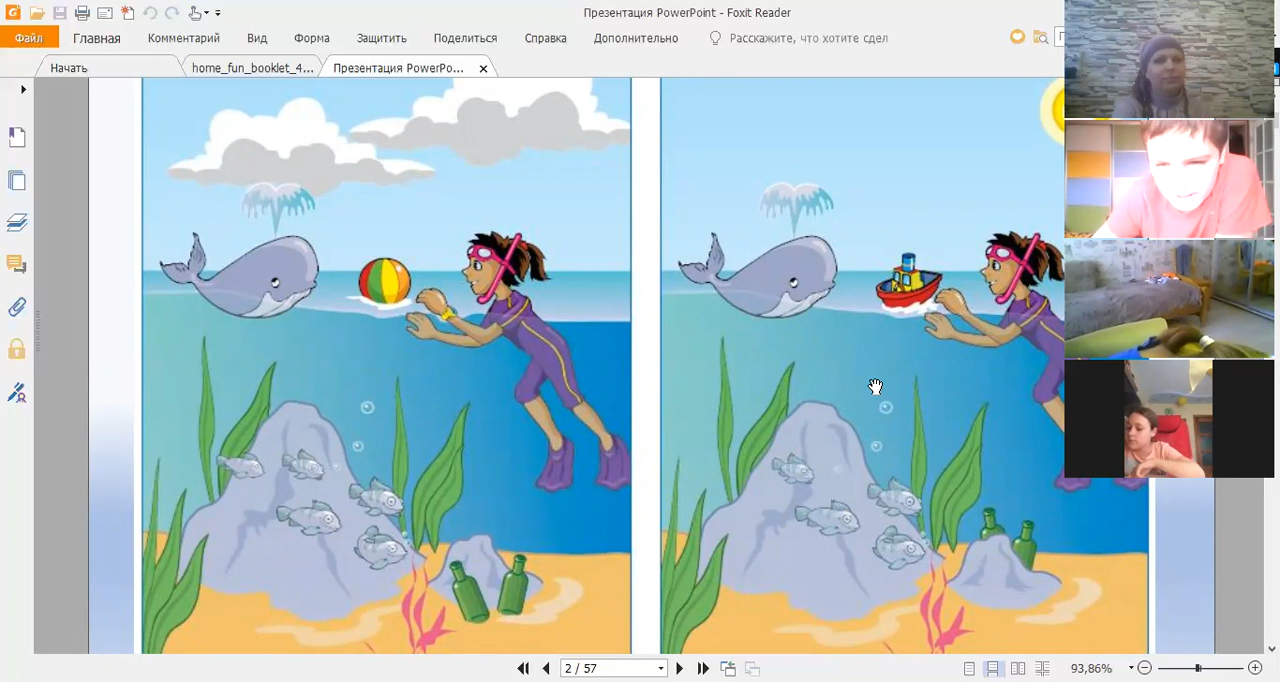 Презентация PowerPoint - Foxit Reader
Файл
Главная
Комментарий
Вид
Форма
Защитить
Поделиться
Справка
Дополнительно
Расскажите, что хотите сдел
Начать
home_fun_booklet_4...
Презентация PowerPo...
2 / 57
93,86%